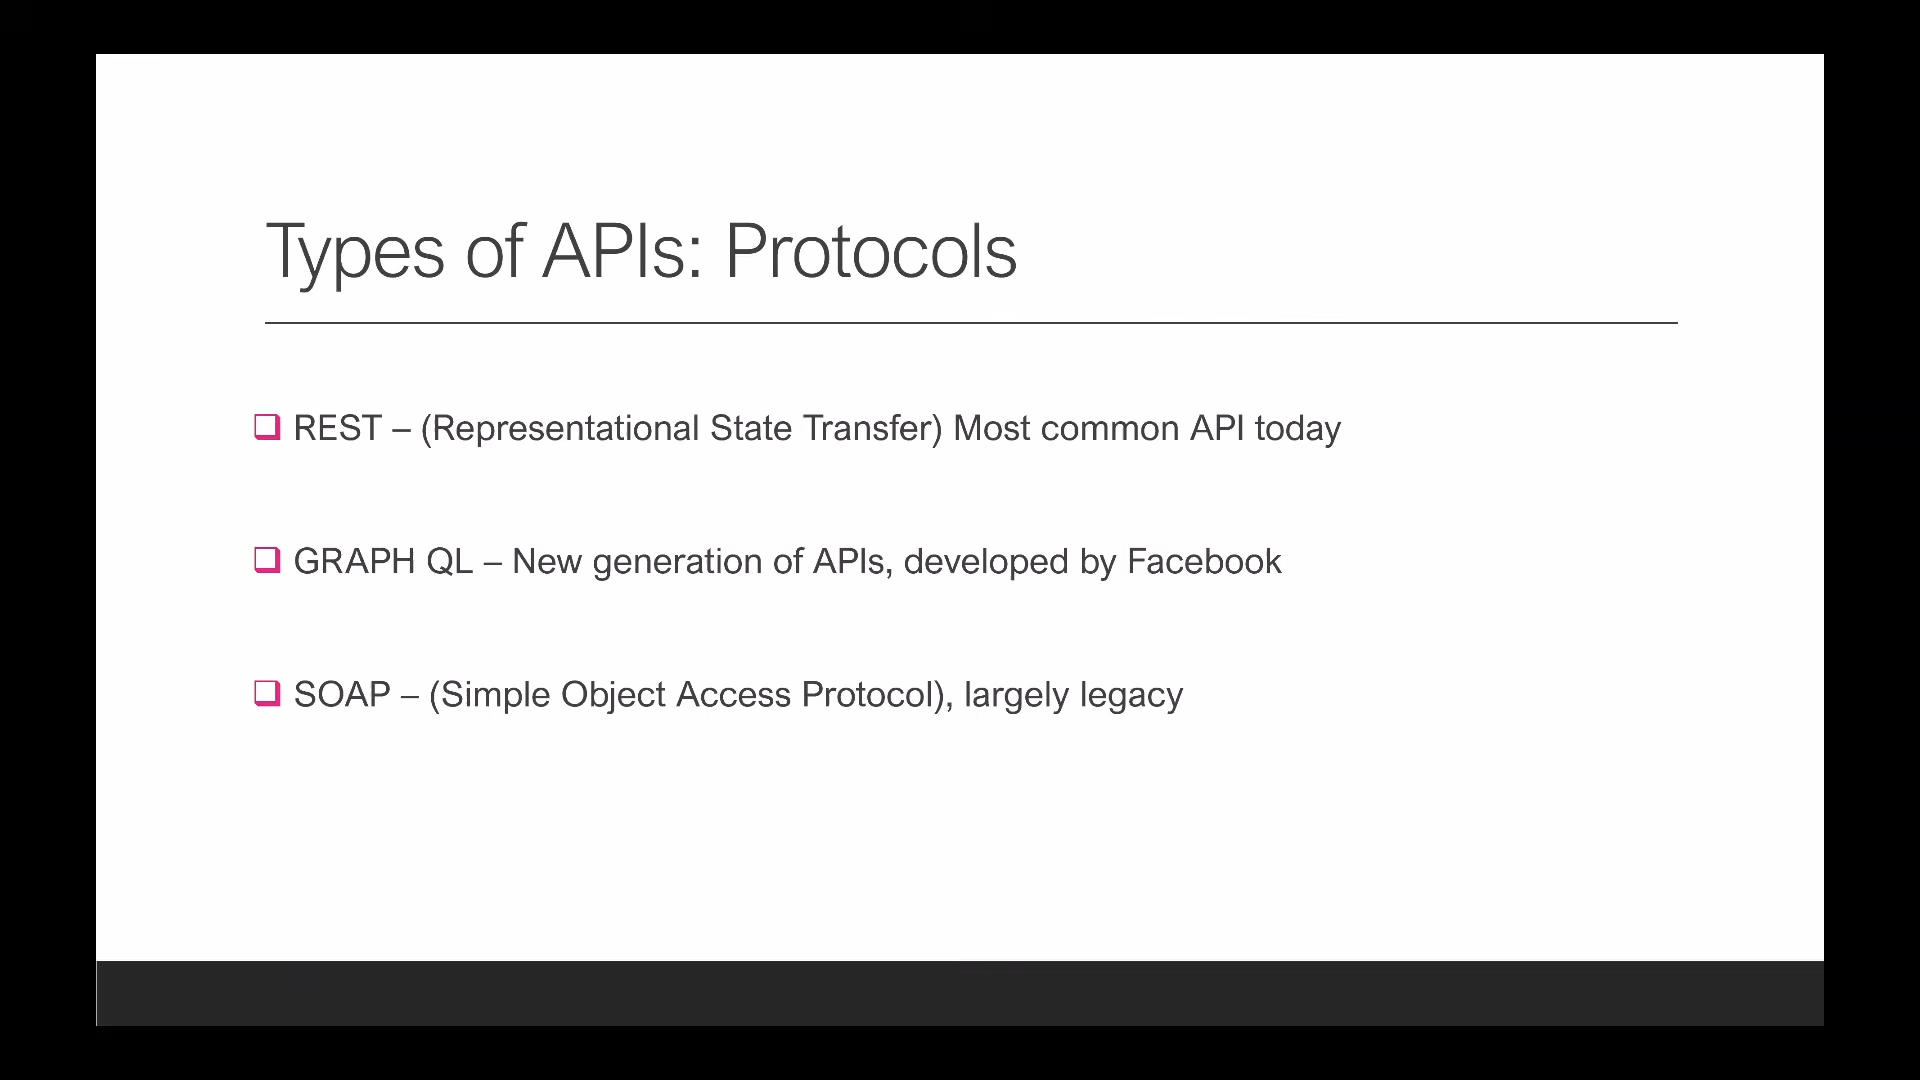 Types of APIs: Protocols
REST – (Representational State Transfer) Most common API today
GRAPH QL – New generation of APIs, developed by Facebook
SOAP – (Simple Object Access Protocol), largely legacy